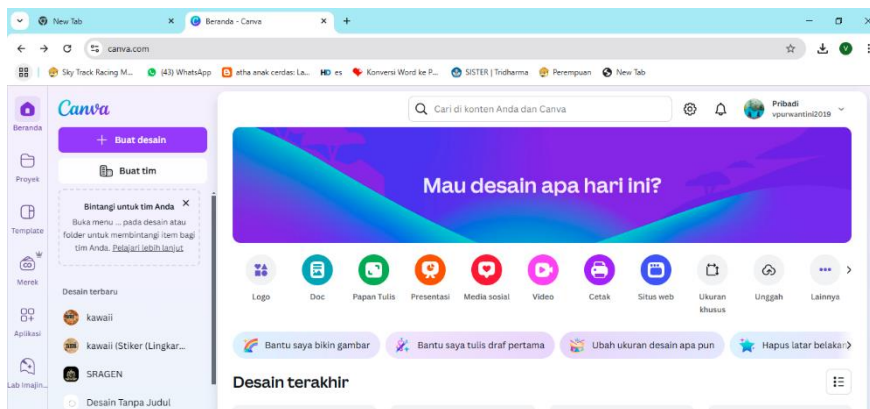 New Tab
Beranda - Canva
canva.com
Sky Track Racing M...
(43) WhatsApp
atha anak cerdas: La...
HD es
Konversi Word ke P...
SISTER | Tridharma
Perempuan
New Tab
Beranda
Proyek
Template
Merek
Aplikasi
Lab Imajin...
Canva
+ Buat desain
Buat tim
Bintangi untuk tim Anda
Buka menu ... pada desain atau
folder untuk membintangi item bagi
tim Anda. Pelajari lebih lanjut
Desain terbaru
kawaii
kawaii (Stiker (Lingkar...
SRAGEN
Desain Tanpa Judul
Cari di konten Anda dan Canva
V
Pribadi
vpurwantini2019
Mau desain apa hari ini?
Logo
Doc
Papan Tulis
Presentasi
Media sosial
Video
Cetak
Situs web
Ukuran
khusus
Unggah
Lainnya
Bantu saya bikin gambar
Bantu saya tulis draf pertama
Ubah ukuran desain apa pun
Hapus latar belakan
Desain terakhir